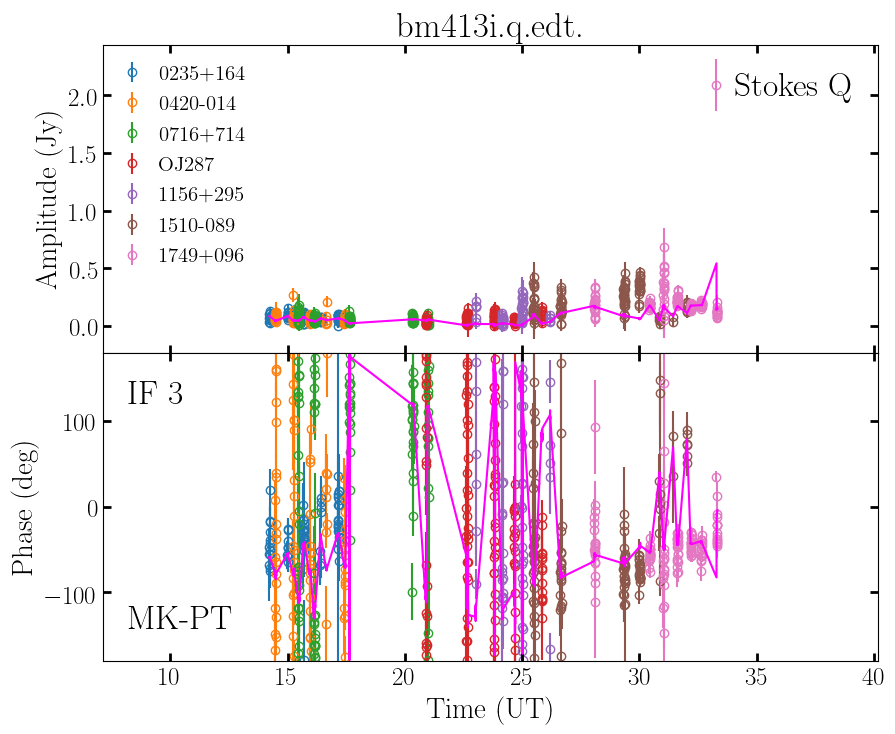 bm413i.q.edt.
Amplitude (Jy)
2.0
1.5
1.0
0.5
0.0
0235+164
0420-014
0716+714
OJ287
1156+295
1510-089
1749+096
Stokes Q
Phase (deg)
100
0
−100
IF 3
MK-PT
10 15 20 25 30 35 40
Time (UT)